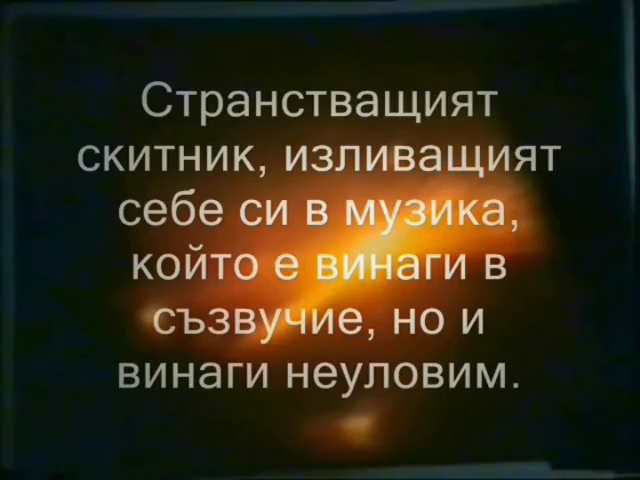 Странстващият
скитник, изливащият
себе си в музика,
който е винаги в
съзвучие, но и
винаги неуловим.